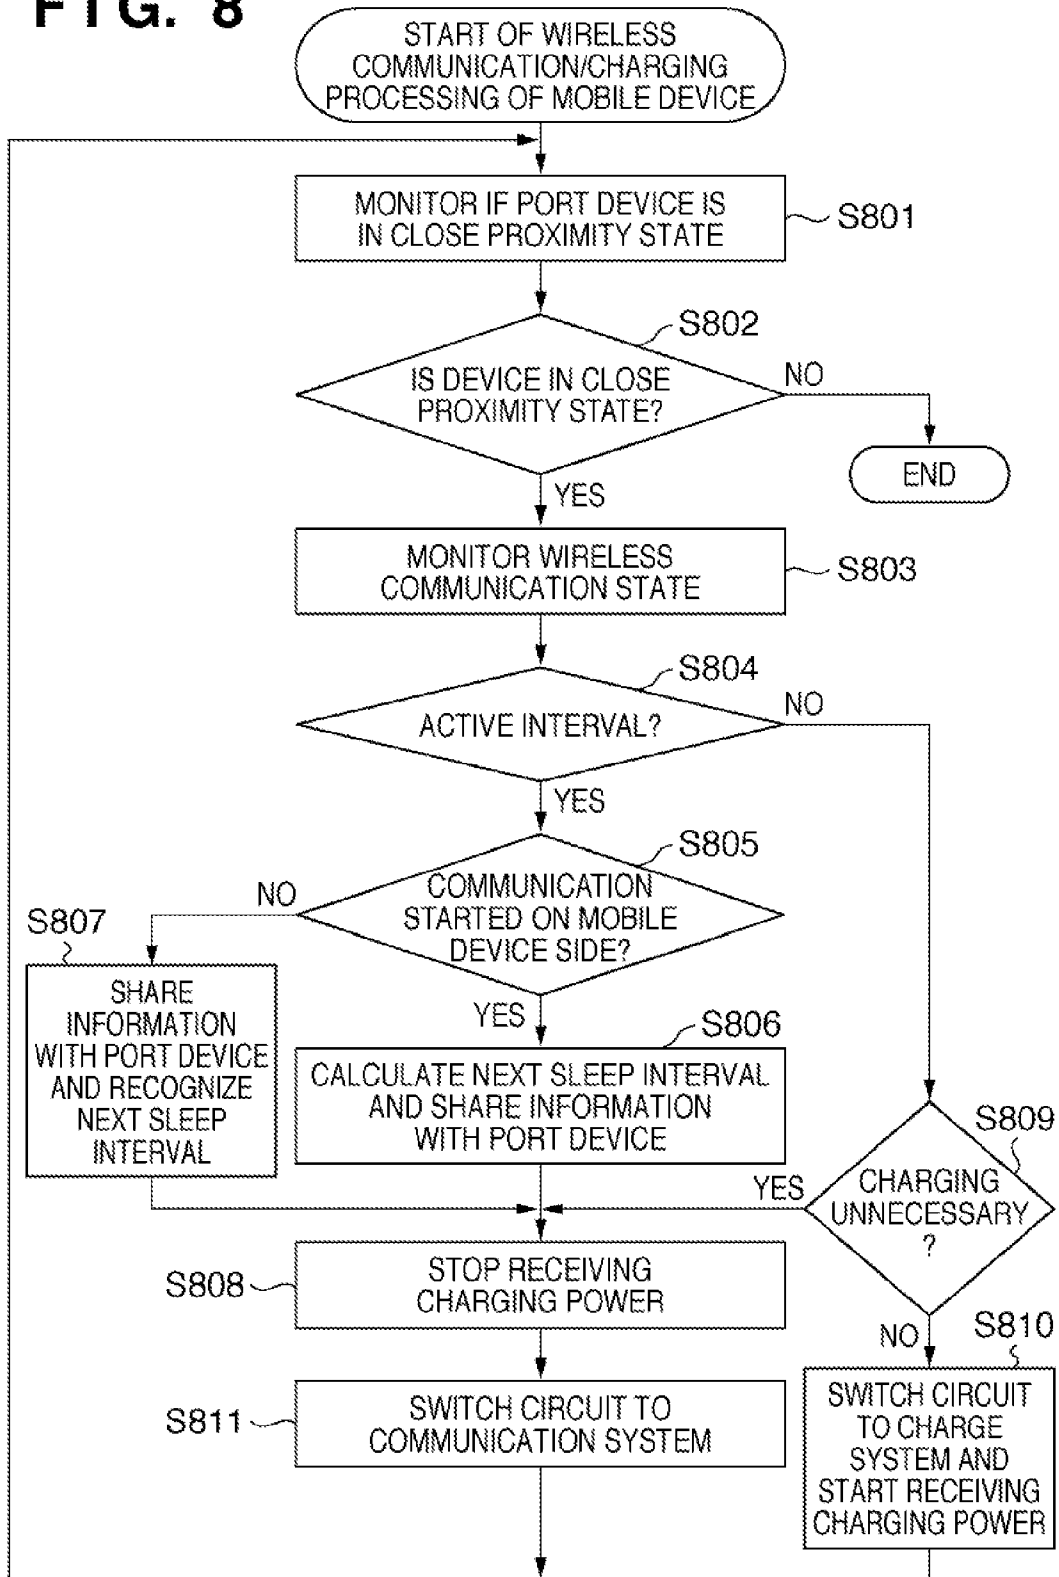 FIG. 8
START OF WIRELESS
COMMUNICATION/CHARGING
PROCESSING OF MOBILE DEVICE
MONITOR IF PORT DEVICE IS
IN CLOSE PROXIMITY STATE
S801
S802
IS DEVICE IN CLOSE
PROXIMITY STATE?
NO
END
YES
MONITOR WIRELESS
COMMUNICATION STATE
S803
S804
ACTIVE INTERVAL?
NO
YES
S805
COMMUNICATION
STARTED ON MOBILE
DEVICE SIDE?
NO
S807
SHARE
INFORMATION
WITH PORT DEVICE
AND RECOGNIZE
NEXT SLEEP
INTERVAL
YES
S806
CALCULATE NEXT SLEEP INTERVAL
AND SHARE INFORMATION
WITH PORT DEVICE
S809
CHARGING
UNNECESSARY
?
YES
S808
STOP RECEIVING
CHARGING POWER
NO
S810
SWITCH CIRCUIT
TO CHARGE
SYSTEM AND
START RECEIVING
CHARGING POWER
S811
SWITCH CIRCUIT TO
COMMUNICATION SYSTEM